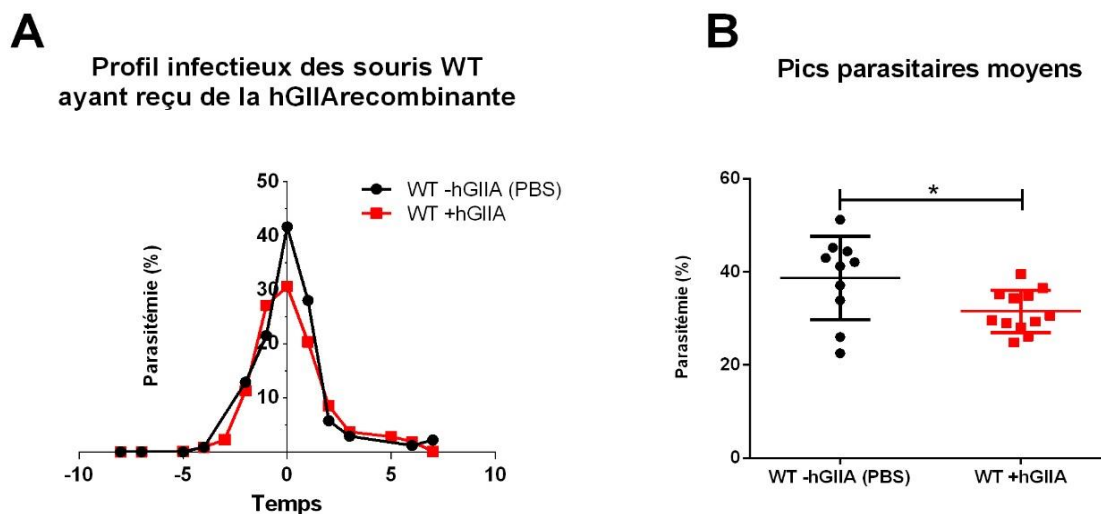 A
Profil infectieux des souris WT
ayant reçu de la hGIIArecombinante
50
40
30
20
10
-10
-5
0
5
10
Parasitémie (%)
Temps
WT -hGIIA (PBS)
WT +hGIIA
B
Pics parasitaires moyens
*
60
40
20
0
Parasitémie (%)
WT -hGIIA (PBS)
WT +hGIIA